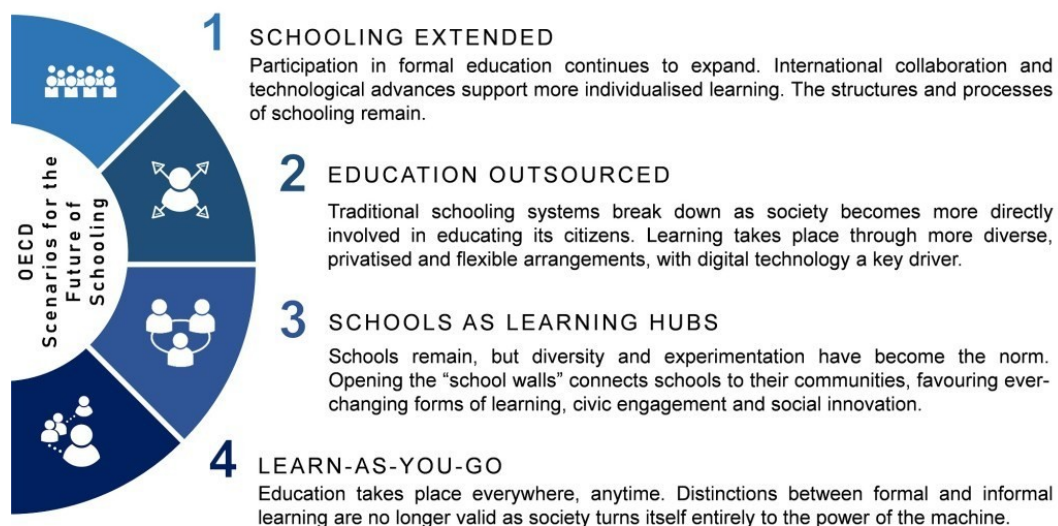 OECD
Scenarios for the
Future of
Schooling
1 SCHOOLING EXTENDED
Participation in formal education continues to expand. International collaboration and
technological advances support more individualised learning. The structures and processes
of schooling remain.
2 EDUCATION OUTSOURCED
Traditional schooling systems break down as society becomes more directly
involved in educating its citizens. Learning takes place through more diverse,
privatised and flexible arrangements, with digital technology a key driver.
3 SCHOOLS AS LEARNING HUBS
Schools remain, but diversity and experimentation have become the norm.
Opening the “school walls” connects schools to their communities, favouring ever-
changing forms of learning, civic engagement and social innovation.
4 LEARN-AS-YOU-GO
Education takes place everywhere, anytime. Distinctions between formal and informal
learning are no longer valid as society turns itself entirely to the power of the machine.